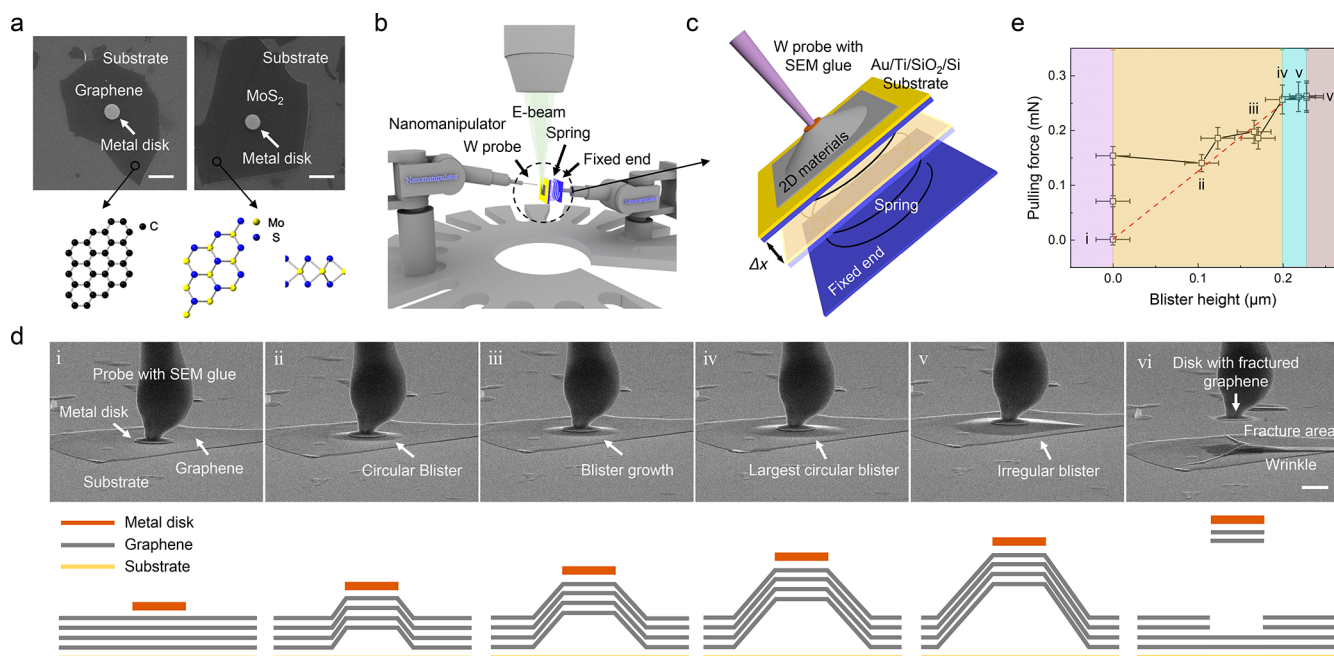 a
Substrate
Graphene
Metal disk
Substrate
MoS2
Metal disk
C
Mo
S
b
E-beam
Nanomanipulator
Spring
W probe
Fixed end
Nanomanipulator
c
W probe with
SEM glue
Au/Ti/SiO2/Si
Substrate
2D materials
Spring
Δx
Fixed end
e
Pulling force (mN)
0.3
0.2
0.1
0.0
i
ii
iii
iv
v
0.0
0.1
0.2
Blister height (μm)
d
i
Probe with SEM glue
Metal disk
Graphene
Substrate
ii
Circular Blister
iii
Blister growth
iv
Largest circular blister
v
Irregular blister
vi
Disk with fractured
graphene
Fracture area
Wrinkle
Metal disk
Graphene
Substrate